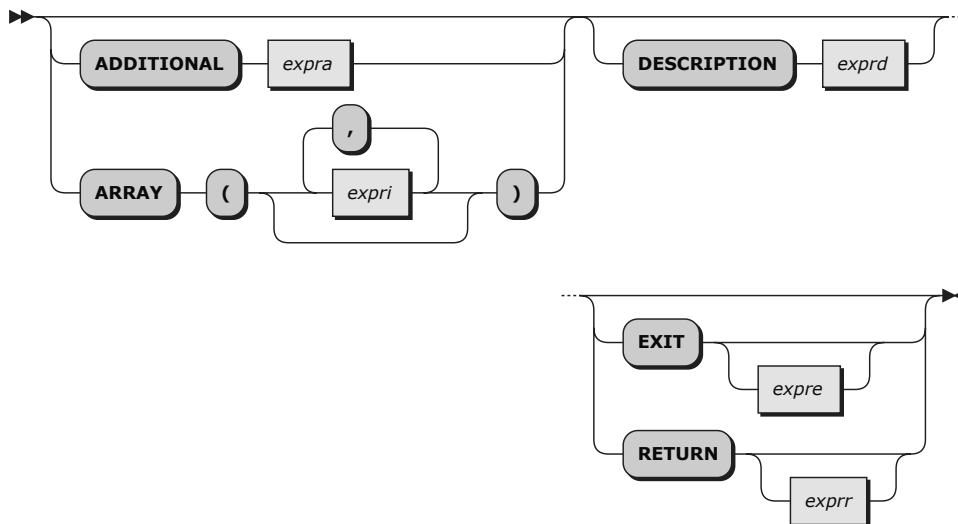 ADDITIONAL expra DESCRIPTION exprd
,
ARRAY ( expri )
EXIT
expre
RETURN
exprr